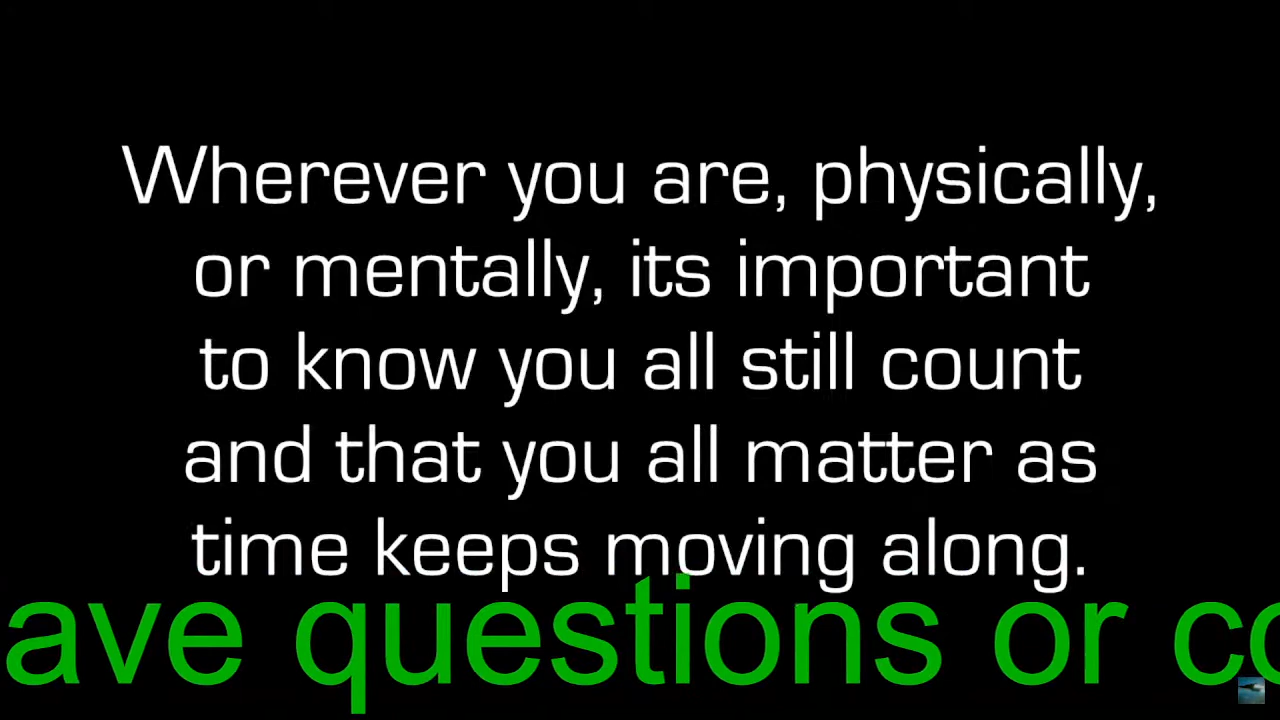 Wherever you are, physically,
or mentally, its important
to know you all still count
and that you all matter as
time keeps moving along.
ave questions or co